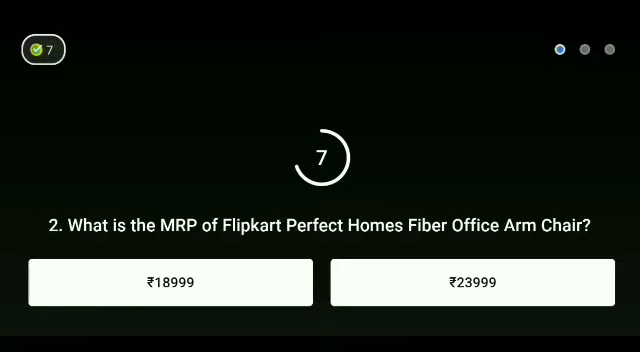 7
7
2. What is the MRP of Flipkart Perfect Homes Fiber Office Arm Chair?
₹18999
₹23999